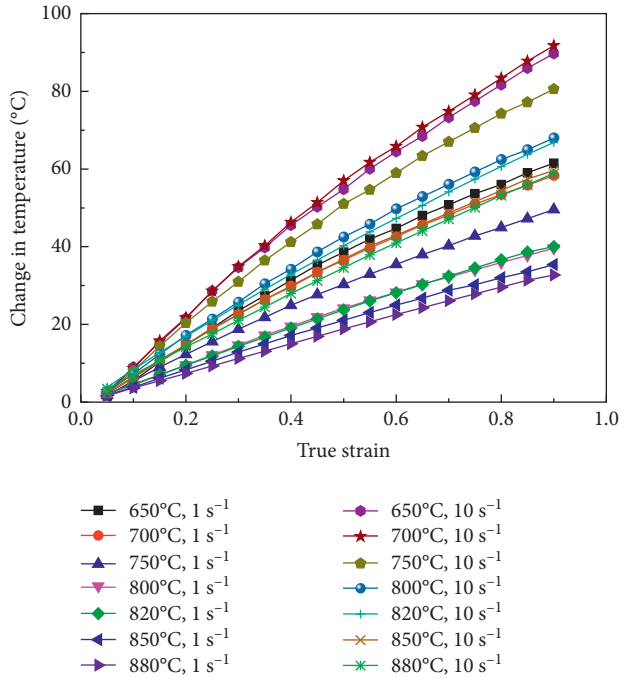 100
80
60
40
20
0
Change in temperature (°C)
0.0 0.2 0.4 0.6 0.8 1.0
True strain
650°C, 1 s⁻¹
700°C, 1 s⁻¹
750°C, 1 s⁻¹
800°C, 1 s⁻¹
820°C, 1 s⁻¹
850°C, 1 s⁻¹
880°C, 1 s⁻¹
650°C, 10 s⁻¹
700°C, 10 s⁻¹
750°C, 10 s⁻¹
800°C, 10 s⁻¹
820°C, 10 s⁻¹
850°C, 10 s⁻¹
880°C, 10 s⁻¹